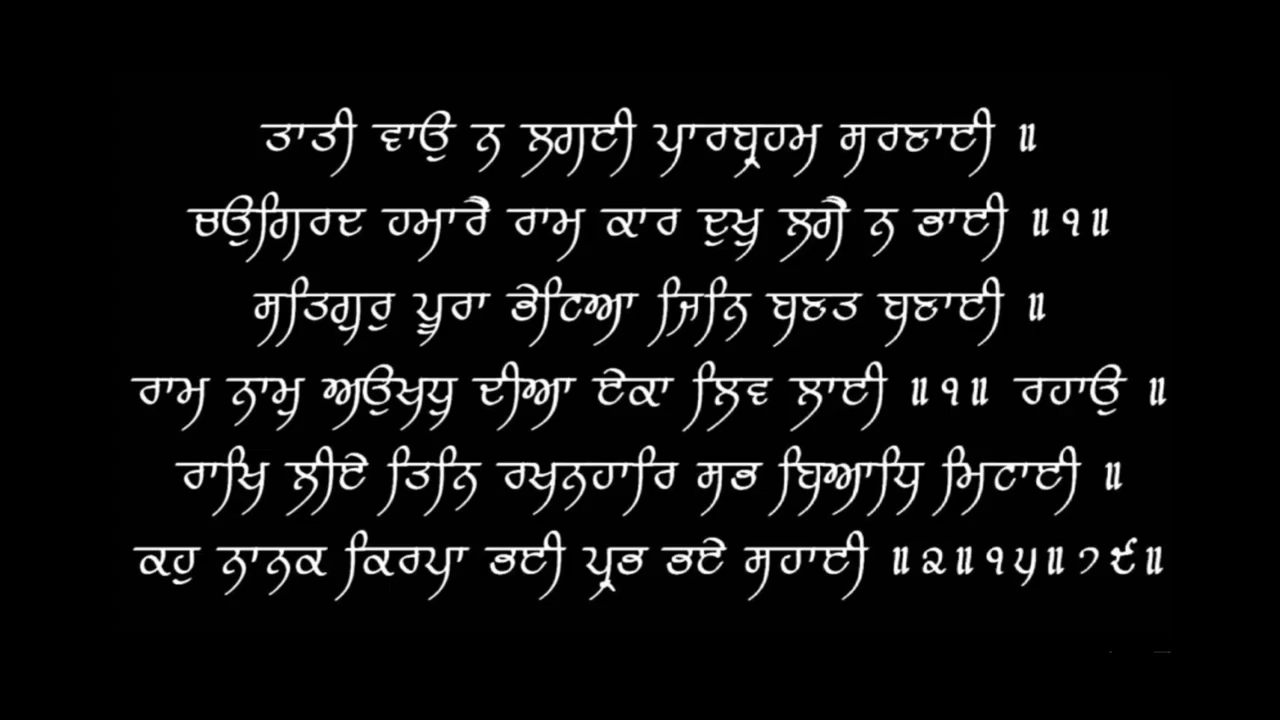 ਤਾਤੀ ਵਾਉ ਨ ਲਗਈ ਪਾਰਬ੍ਰਹਮ ਸਰਣਾਈ ॥
ਚਉਗਿਰਦ ਹਮਾਰੈ ਰਾਮ ਕਾਰ ਦੁਖੁ ਲਗੈ ਨ ਭਾਈ ॥੧॥
ਸਤਿਗੁਰੁ ਪੂਰਾ ਭੇਟਿਆ ਜਿਨਿ ਬਣਤ ਬਣਾਈ ॥
ਰਾਮ ਨਾਮੁ ਅਉਖਧੁ ਦੀਆ ਏਕਾ ਲਿਵ ਲਾਈ ॥੧॥ ਰਹਾਉ ॥
ਰਾਖਿ ਲੀਏ ਤਿਨਿ ਰਖਨਹਾਰਿ ਸਭ ਬਿਆਧਿ ਮਿਟਾਈ ॥
ਕਹੁ ਨਾਨਕ ਕਿਰਪਾ ਭਈ ਪ੍ਰਭ ਭਏ ਸਹਾਈ ॥੨॥੧੫॥੭੯॥